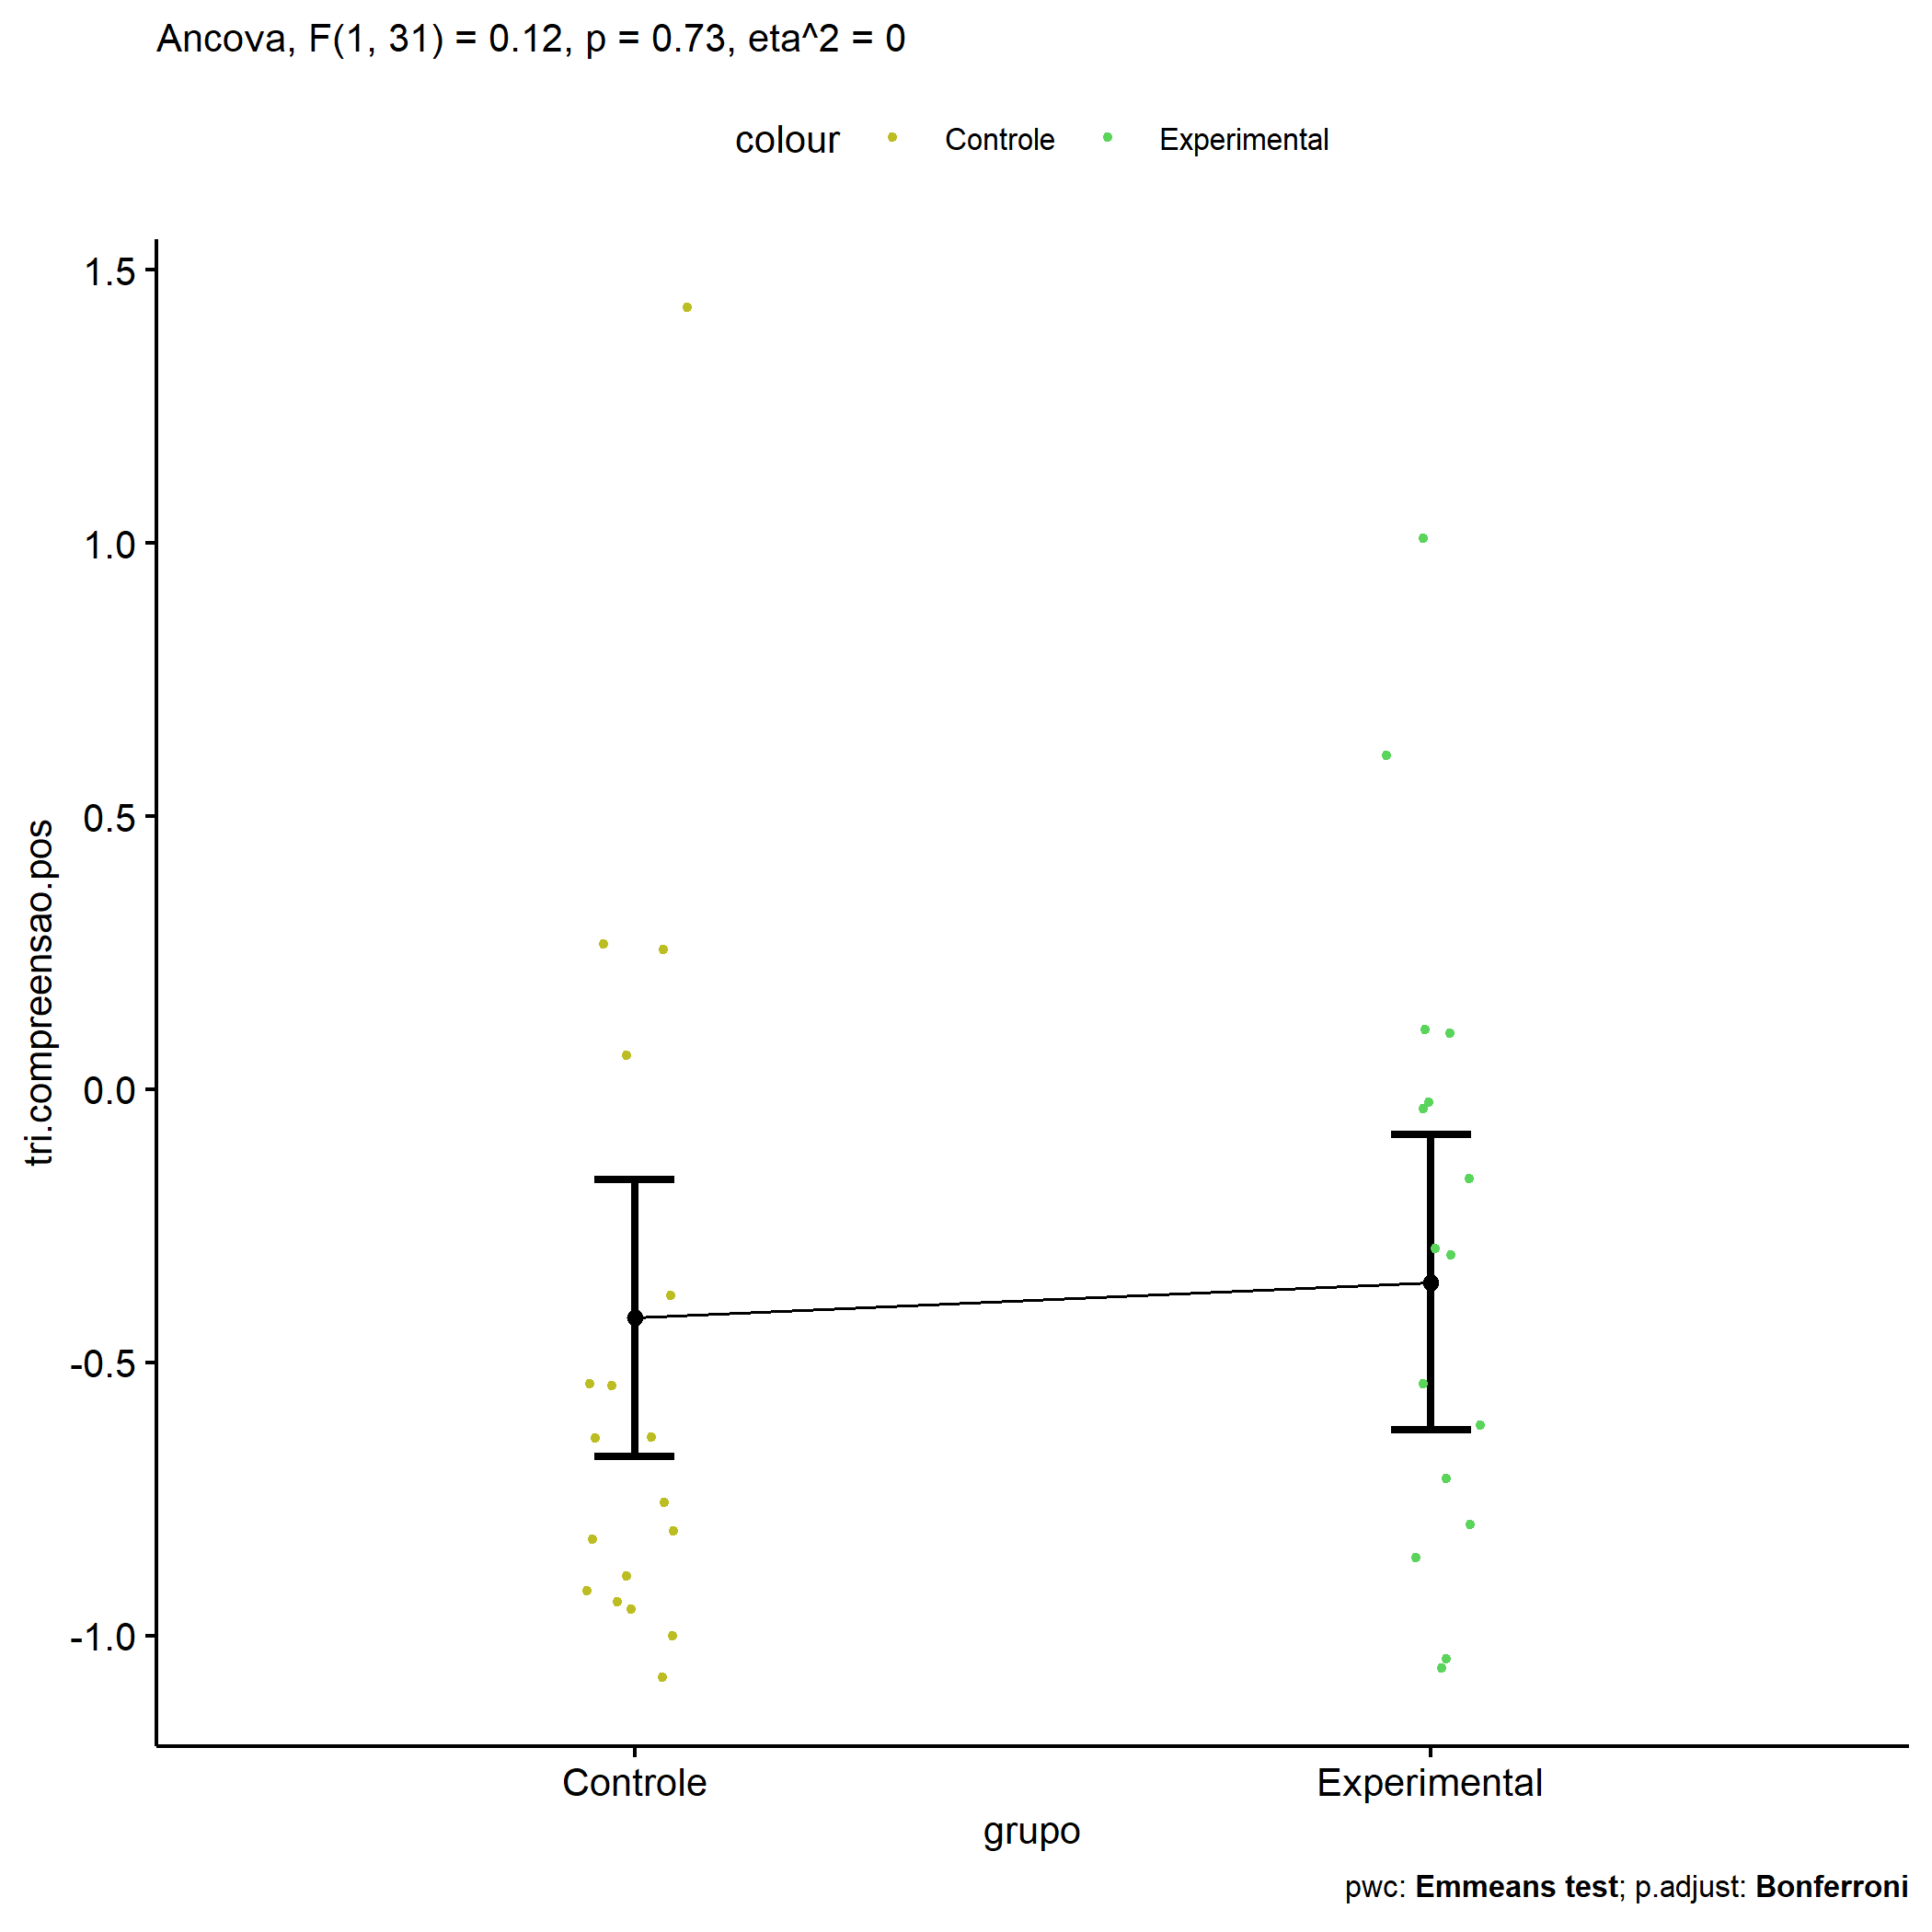 Ancova, F(1, 31) = 0.12, p = 0.73, eta^2 = 0
colour Controle Experimental
1.5
1.0
0.5
0.0
-0.5
-1.0
tri.compreensao.pos
Controle Experimental
grupo
pwc: Emmeans test; p.adjust: Bonferroni